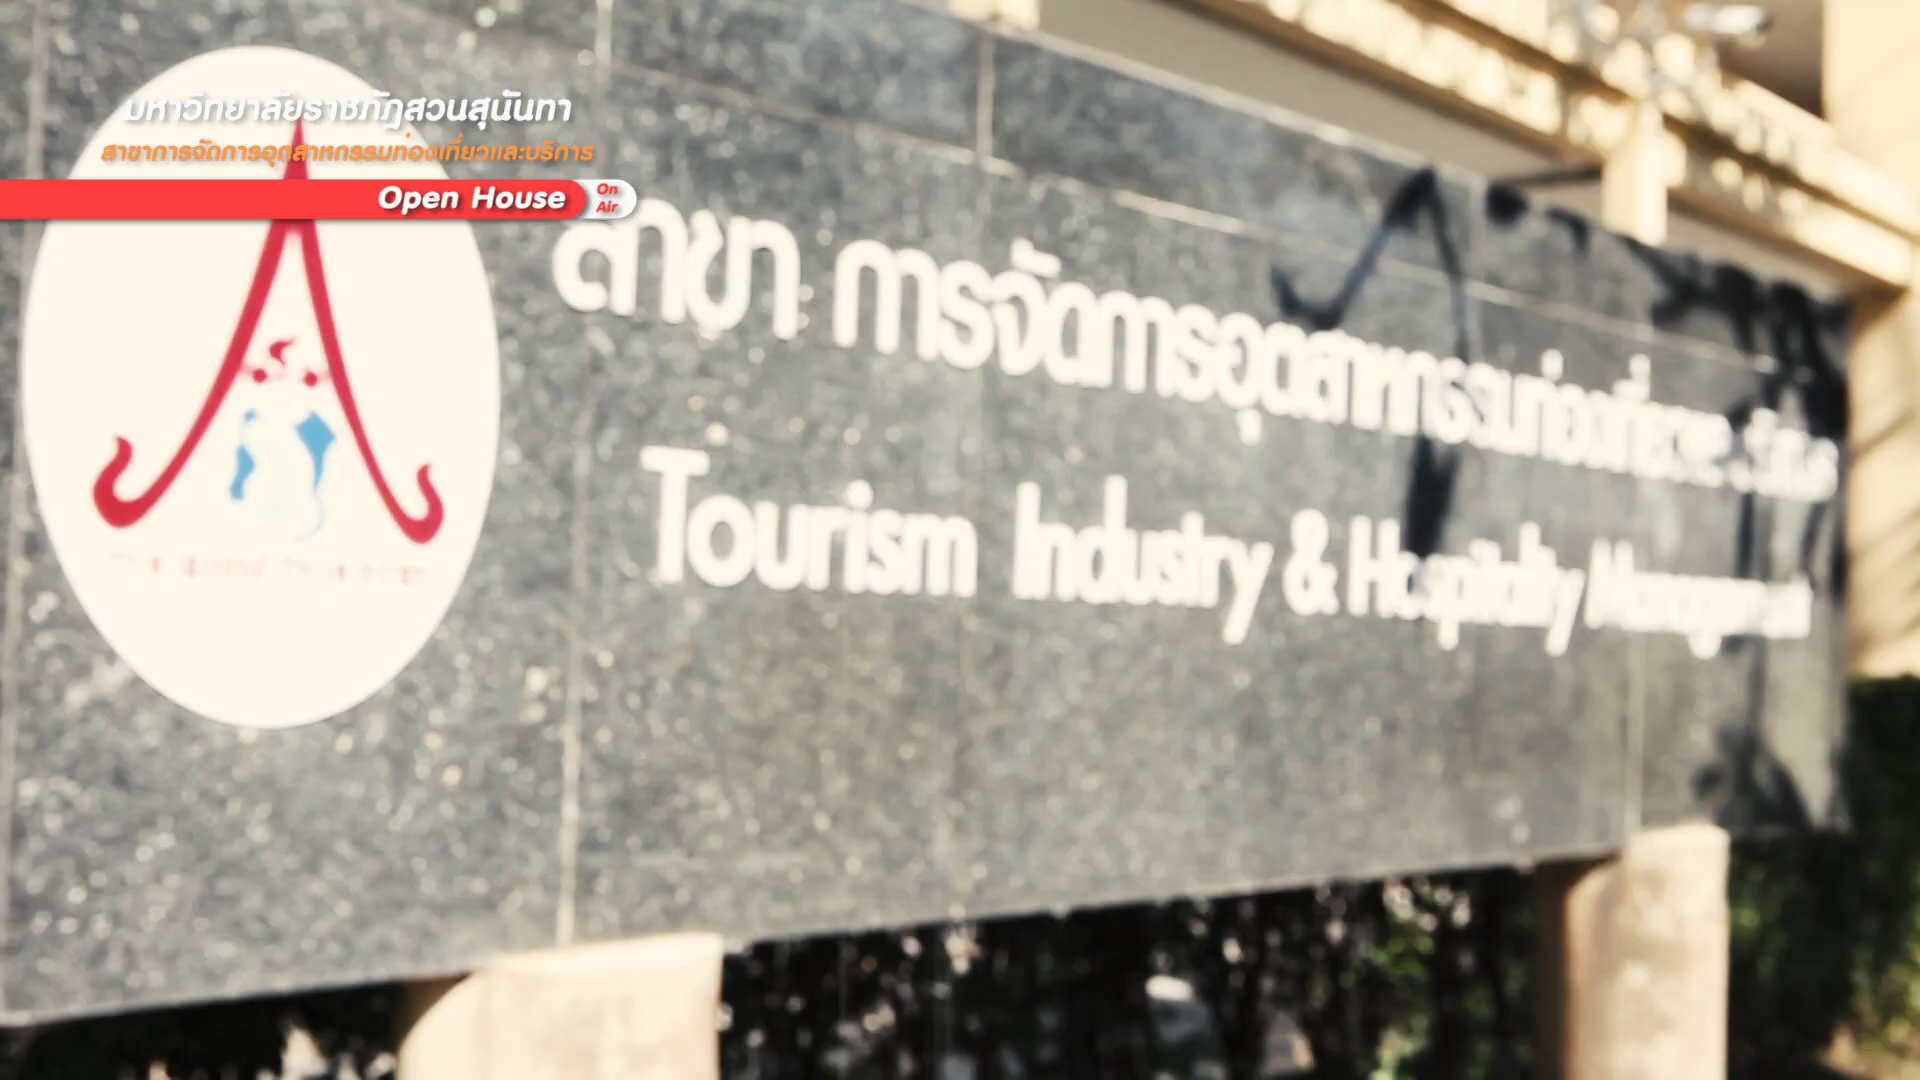 มหาวิทยาลัยราชภัฏสวนสุนันทา
สาขาการจัดการอุตสาหกรรมท่องเที่ยวและบริการ
Open House
On
Air
สาขา การจัดการอุตสาหกรรมท่องเที่ยวและบริการ
Tourism Industry & Hospitality Management
TOURISM INDUSTRY